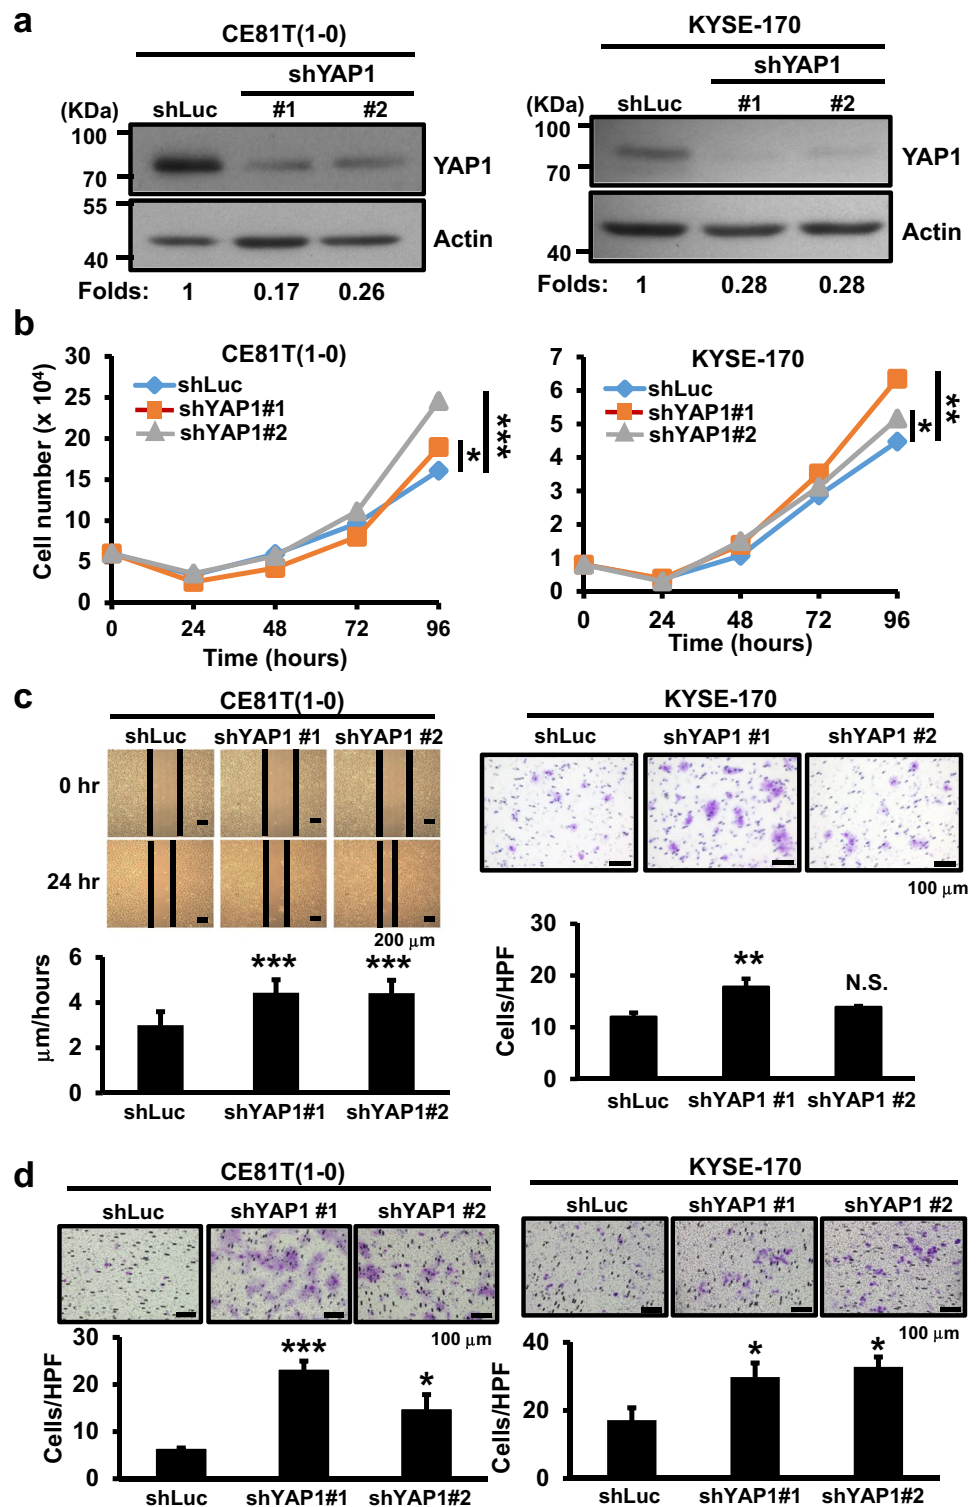 a
CE81T(1-0)
shYAP1
(KDa) shLuc #1 #2
100
70
YAP1
55
40
Actin
Folds: 1 0.17 0.26
KYSE-170
shYAP1
(KDa) shLuc #1 #2
100
70
YAP1
40
Actin
Folds: 1 0.28 0.28
b
CE81T(1-0)
shLuc
shYAP1#1
shYAP1#2
Cell number (x 10⁴)
30
25
20
15
10
5
0
0 24 48 72 96
Time (hours)
*
***
KYSE-170
shLuc
shYAP1#1
shYAP1#2
7
6
5
4
3
2
1
0
0 24 48 72 96
Time (hours)
*
**
c
CE81T(1-0)
shLuc shYAP1 #1 shYAP1 #2
0 hr
24 hr
200 μm
μm/hours
6
4
2
0
*** ***
shLuc shYAP1#1 shYAP1#2
KYSE-170
shLuc shYAP1 #1 shYAP1 #2
100 μm
Cells/HPF
30
20
10
0
** N.S.
shLuc shYAP1 #1 shYAP1 #2
d
CE81T(1-0)
shLuc shYAP1 #1 shYAP1 #2
100 μm
Cells/HPF
30
20
10
0
*** *
shLuc shYAP1#1 shYAP1#2
KYSE-170
shLuc shYAP1 #1 shYAP1 #2
100 μm
Cells/HPF
40
20
0
* *
shLuc shYAP1#1 shYAP1#2